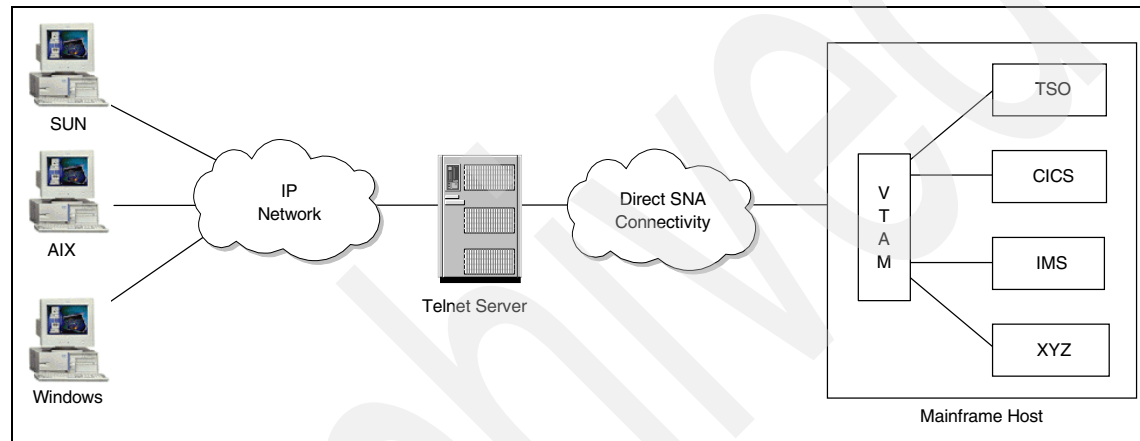 SUN
AIX
Windows
IP
Network
Telnet Server
Direct SNA
Connectivity
V
T
A
M
TSO
CICS
IMS
XYZ
Mainframe Host